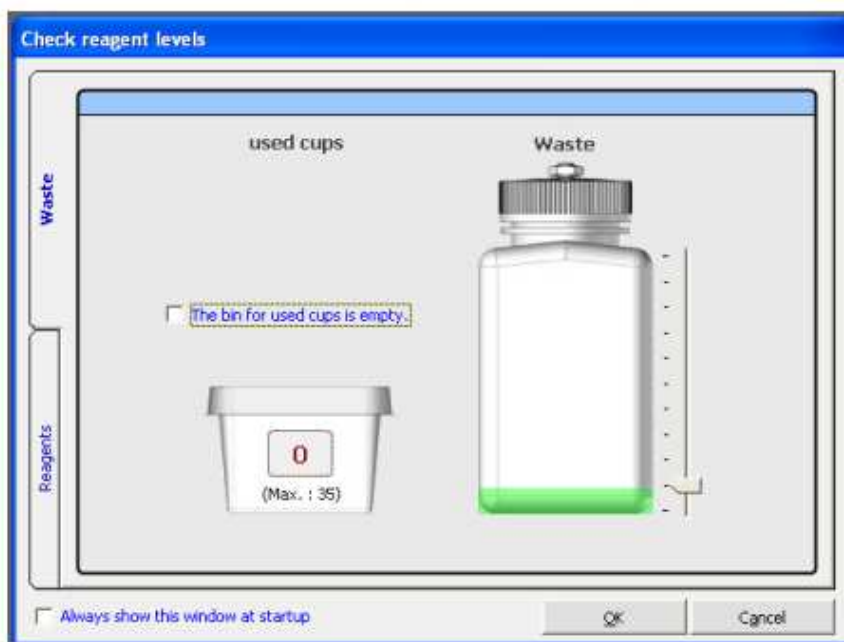 Check reagent levels
Waste
Reagents
used cups
Waste
The bin for used cups is empty.
0
(Max. : 35)
Always show this window at startup
OK
Cancel